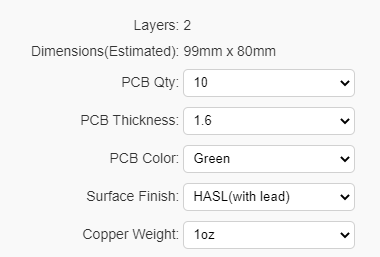 Layers: 2
Dimensions(Estimated): 99mm x 80mm
PCB Qty: 10
PCB Thickness: 1.6
PCB Color: Green
Surface Finish: HASL(with lead)
Copper Weight: 1oz